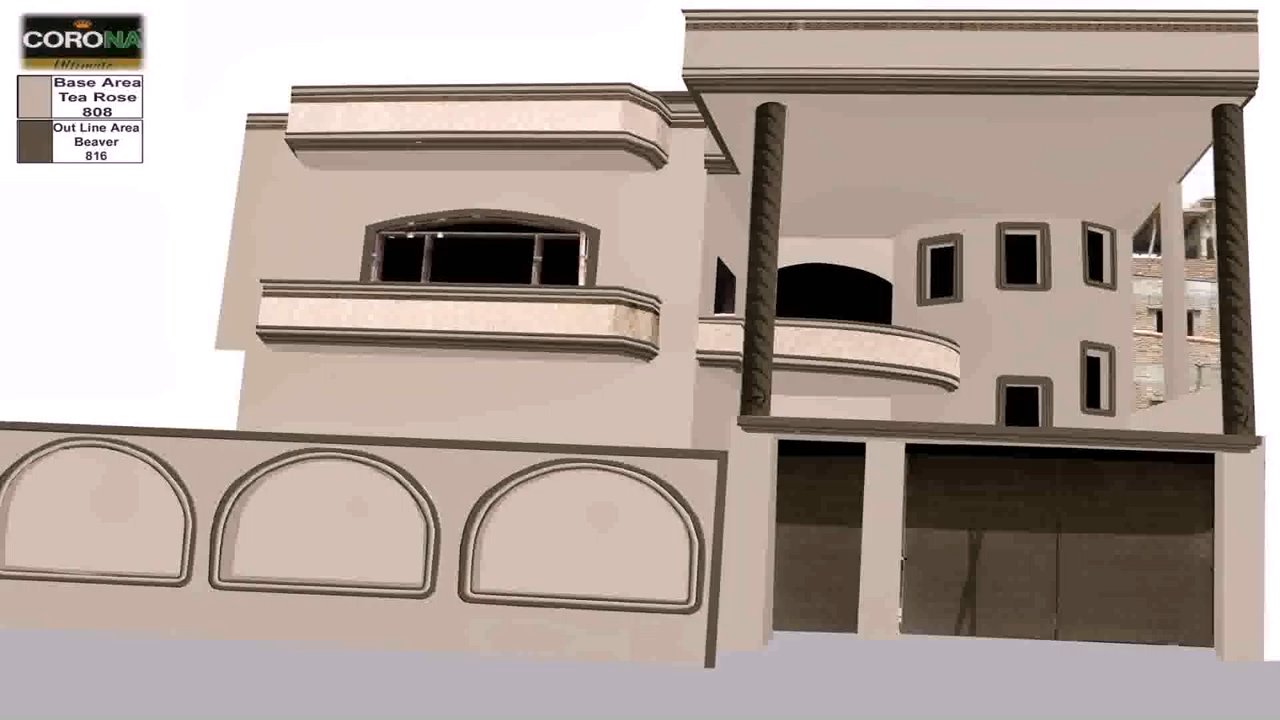 CORONA
Ultimate
Base Area
Tea Rose
808
Out Line Area
Beaver
816